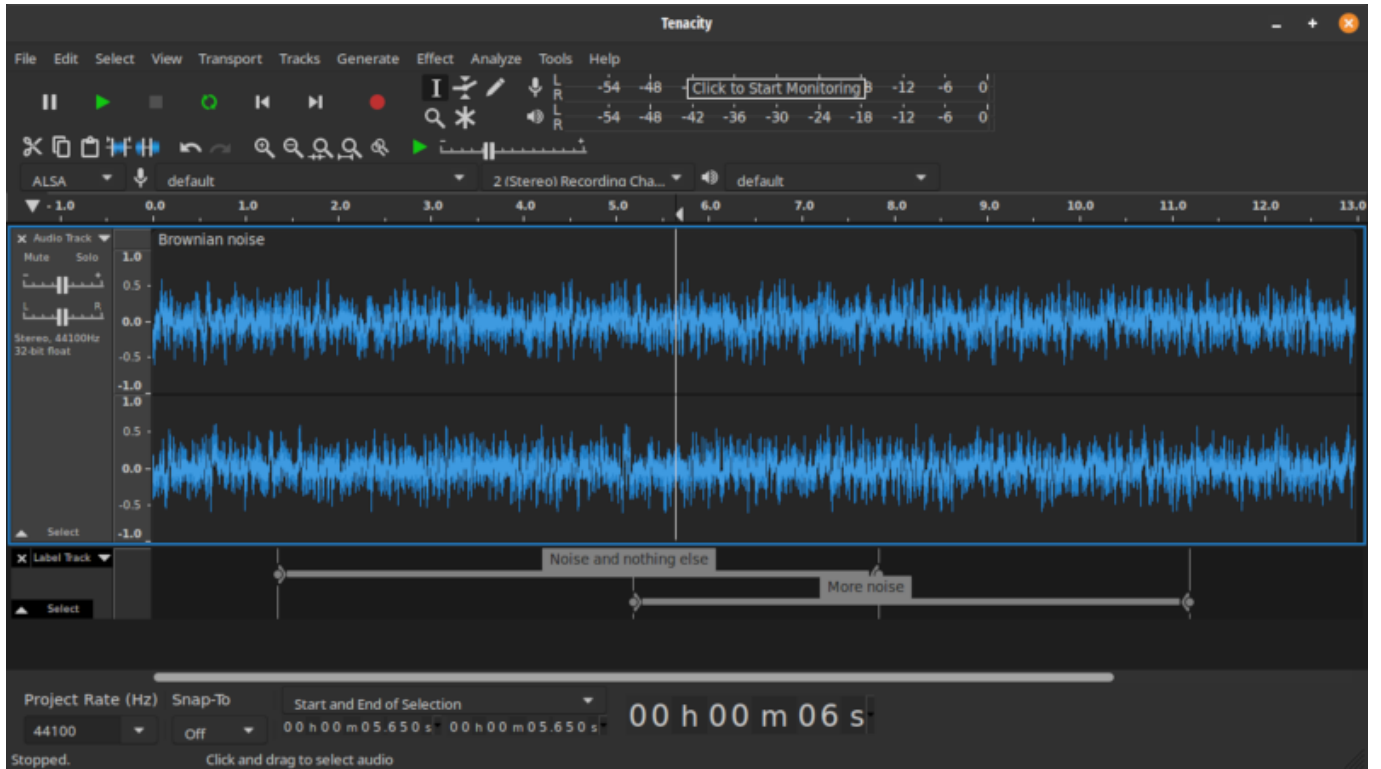 Tenacity
File Edit Select View Transport Tracks Generate Effect Analyze Tools Help
L R -54 -48 Click to Start Monitoring -12 -6 0
L R -54 -48 -42 -36 -30 -24 -18 -12 -6 0
ALSA default 2 (Stereo) Recording Cha... default
- 1.0 0.0 1.0 2.0 3.0 4.0 5.0 6.0 7.0 8.0 9.0 10.0 11.0 12.0 13.0
X Audio Track Brownian noise
Mute Solo 1.0
- + 0.5
L R 0.0
Stereo, 44100Hz
32-bit float -0.5
-1.0
1.0
0.5
0.0
-0.5
Select -1.0
X Label Track Noise and nothing else
More noise
Select
Project Rate (Hz) Snap-To Start and End of Selection
44100 Off 00 h 00 m 05.650 s 00 h 00 m 05.650 s 00 h 00 m 06 s
Stopped. Click and drag to select audio